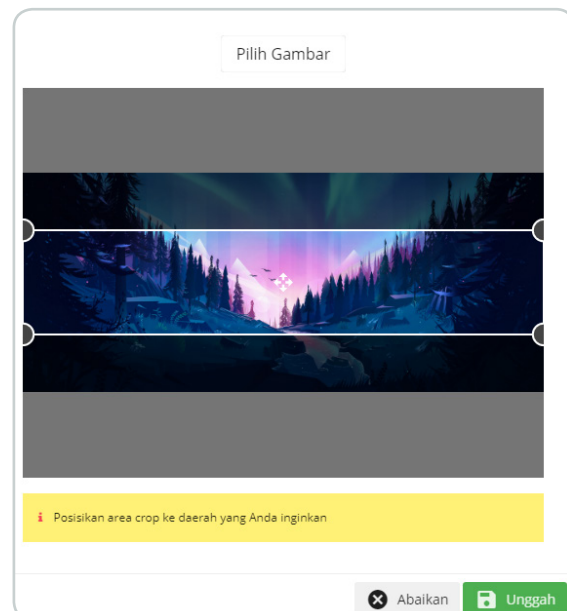 Pilih Gambar
Posisikan area crop ke daerah yang Anda inginkan
Abaikan
Unggah